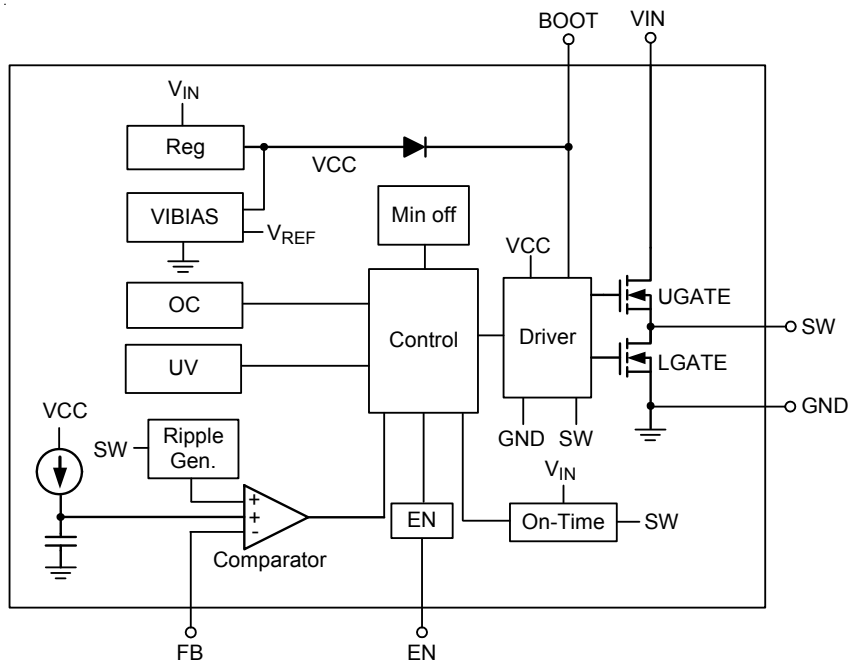 BOOT
VIN
VIN
Reg
VCC
VIBIAS
VREF
Min off
VCC
OC
UV
Control
Driver
UGATE
SW
LGATE
GND
VCC
SW
Ripple
Gen.
GND
SW
VIN
+
+
-
Comparator
EN
On-Time
SW
FB
EN